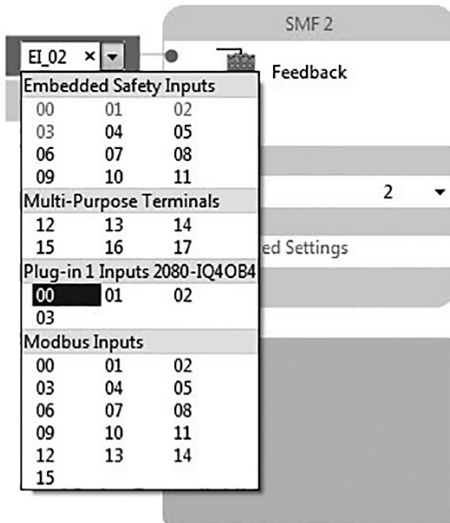 SMF 2
EI_02 × ▼
Feedback
Embedded Safety Inputs
00 01 02
03 04 05
06 07 08
09 10 11
Multi-Purpose Terminals
2
12 13 14
15 16 17
ed Settings
Plug-in 1 Inputs 2080-IQ4OB4
00 01 02
03
Modbus Inputs
00 01 02
03 04 05
06 07 08
09 10 11
12 13 14
15